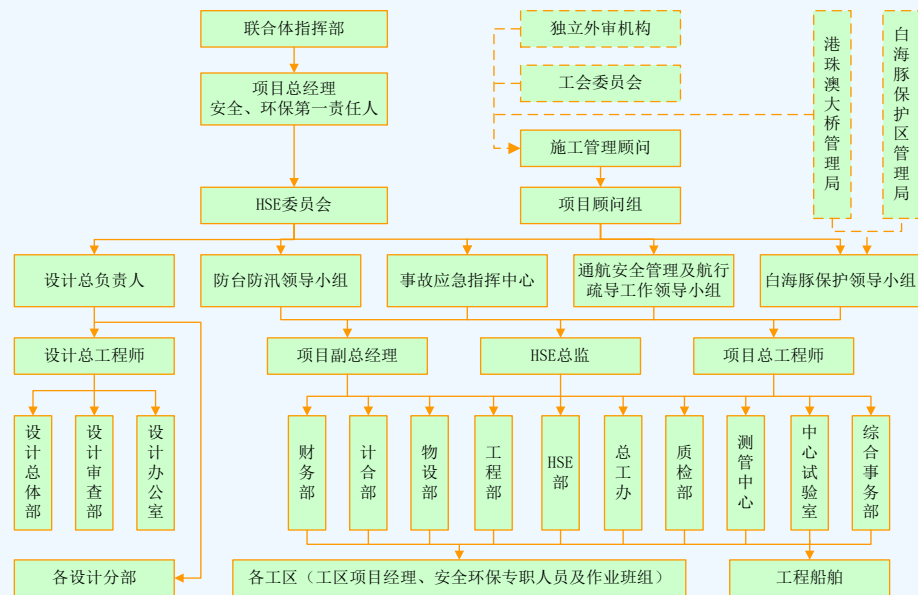 联合体指挥部
独立外审机构
港珠澳大桥管理局
白海豚保护区管理局
项目总经理
安全、环保第一责任人
工会委员会
施工管理顾问
HSE委员会
项目顾问组
设计总负责人
防台防汛领导小组
事故应急指挥中心
通航安全管理及航行
疏导工作领导小组
白海豚保护领导小组
设计总工程师
项目副总经理
HSE总监
项目总工程师
设计总体部
设计审查部
设计办公室
财务部
计合部
物设部
工程部
HSE部
总工办
质检部
测管中心
中心试验室
综合事务部
各设计分部
各工区（工区项目经理、安全环保专职人员及作业班组）
工程船舶